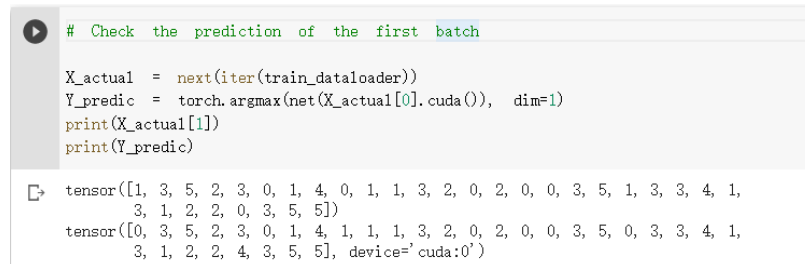 # Check the prediction of the first batch
X_actual = next(iter(train_dataloader))
Y_predic = torch.argmax(net(X_actual[0].cuda()), dim=1)
print(X_actual[1])
print(Y_predic)
tensor([1, 3, 5, 2, 3, 0, 1, 4, 0, 1, 1, 3, 2, 0, 2, 0, 0, 3, 5, 1, 3, 3, 4, 1,
3, 1, 2, 2, 0, 3, 5, 5])
tensor([0, 3, 5, 2, 3, 0, 1, 4, 1, 1, 1, 3, 2, 0, 2, 0, 0, 3, 5, 0, 3, 3, 4, 1,
3, 1, 2, 2, 4, 3, 5, 5], device='cuda:0')